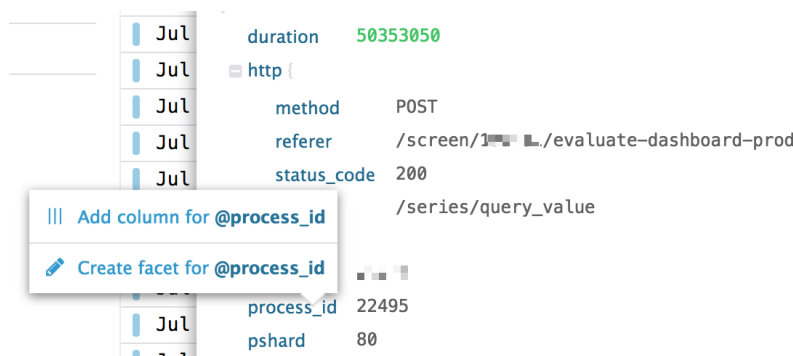 Jul duration 50353050
Jul http {
Jul method POST
Jul referer /screen/1 /evaluate-dashboard-prod
Jul status_code 200
Add column for @process_id /series/query_value
Create facet for @process_id
process_id 22495
Jul pshard 80